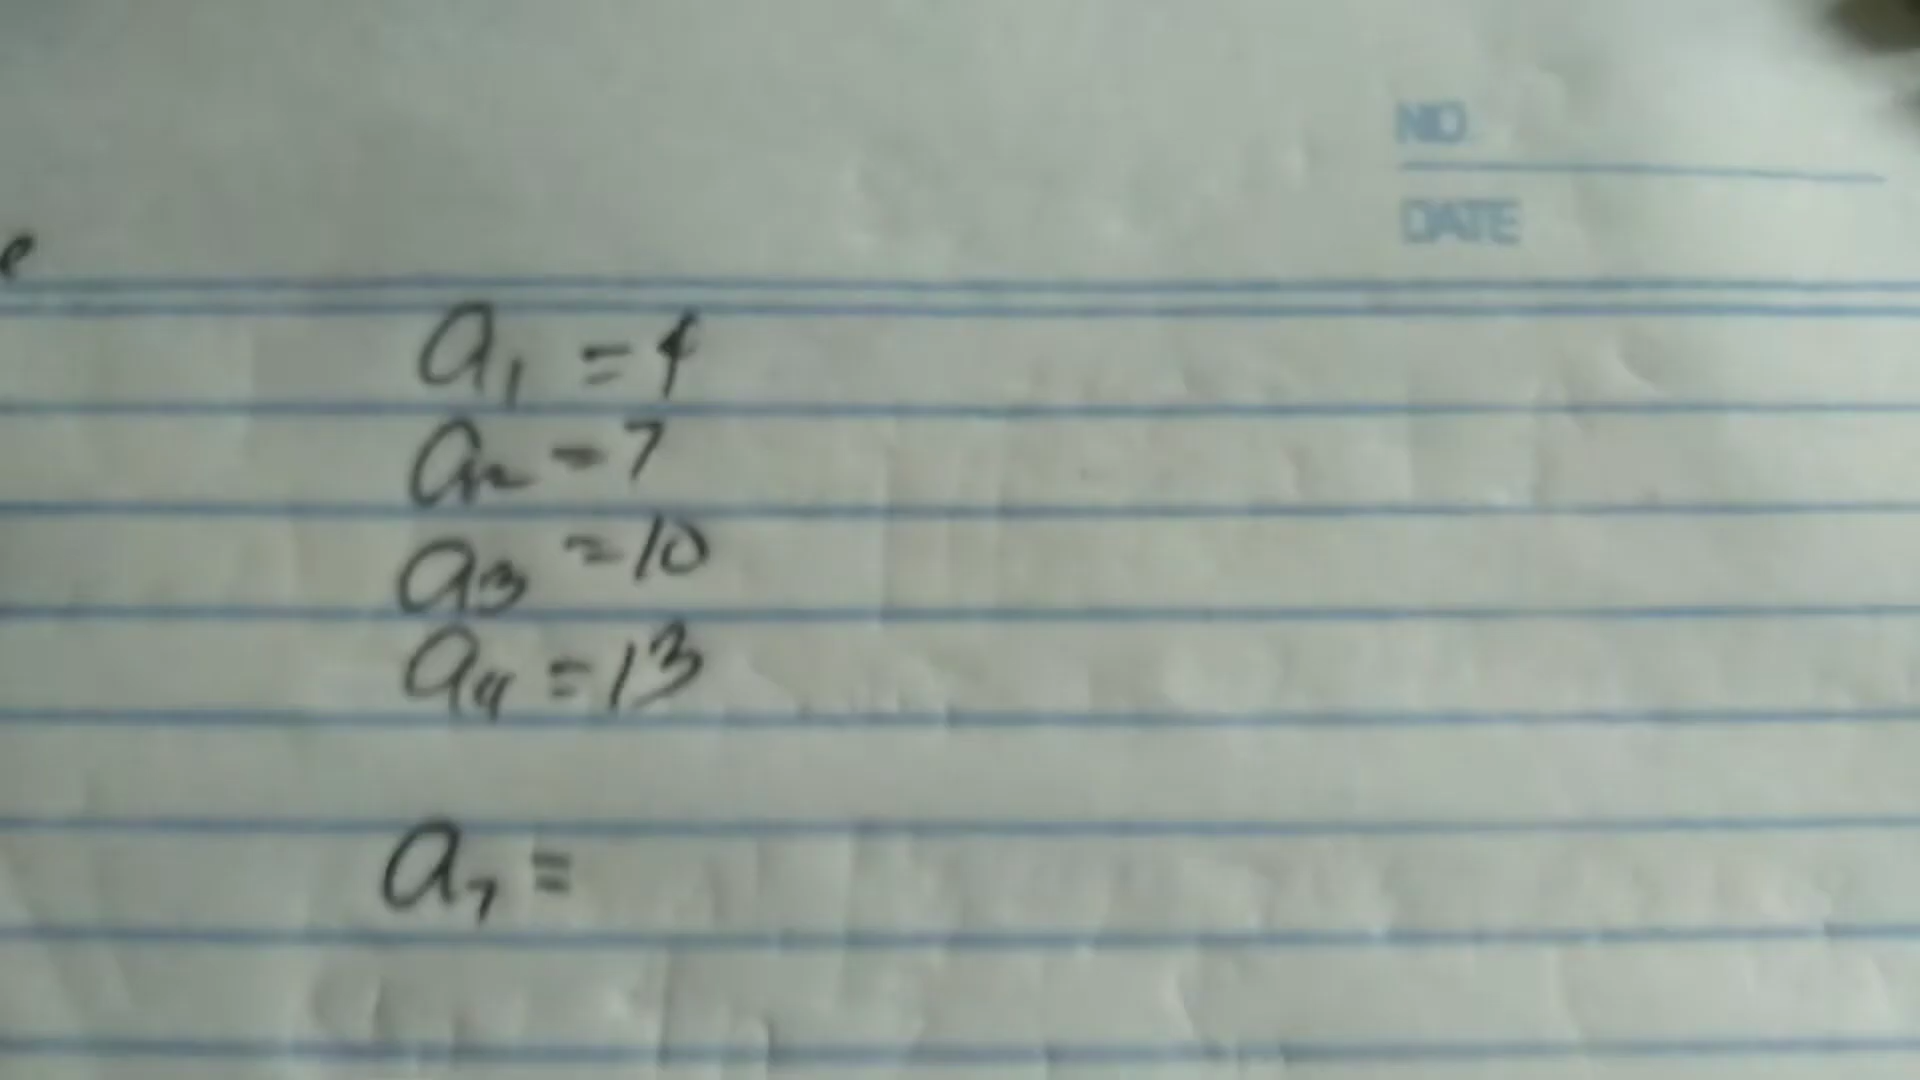 NO.
DATE
a₁ = 4
a₂ = 7
a₃ = 10
a₄ = 13
a₇ =